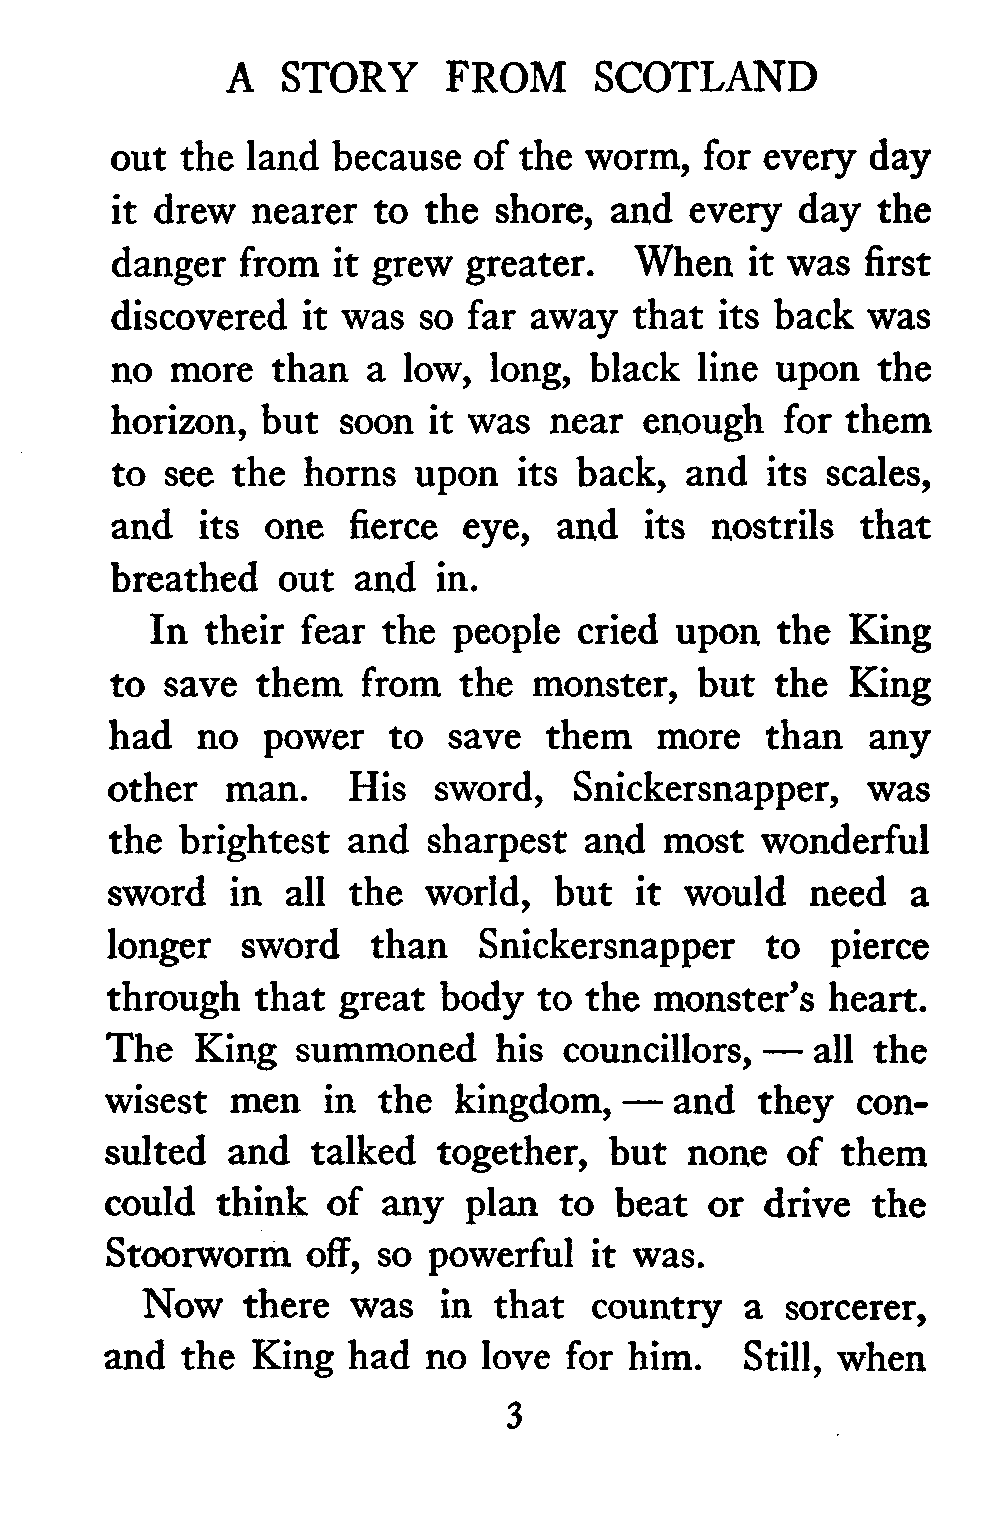 A STORY FROM SCOTLAND
out the land because of the worm, for every day
it drew nearer to the shore, and every day the
danger from it grew greater. When it was first
discovered it was so far away that its back was
no more than a low, long, black line upon the
horizon, but soon it was near enough for them
to see the horns upon its back, and its scales,
and its one fierce eye, and its nostrils that
breathed out and in.
In their fear the people cried upon the King
to save them from the monster, but the King
had no power to save them more than any
other man. His sword, Snickersnapper, was
the brightest and sharpest and most wonderful
sword in all the world, but it would need a
longer sword than Snickersnapper to pierce
through that great body to the monster's heart.
The King summoned his councillors, — all the
wisest men in the kingdom, — and they con-
sulted and talked together, but none of them
could think of any plan to beat or drive the
Stoorworm off, so powerful it was.
Now there was in that country a sorcerer,
and the King had no love for him. Still, when
3